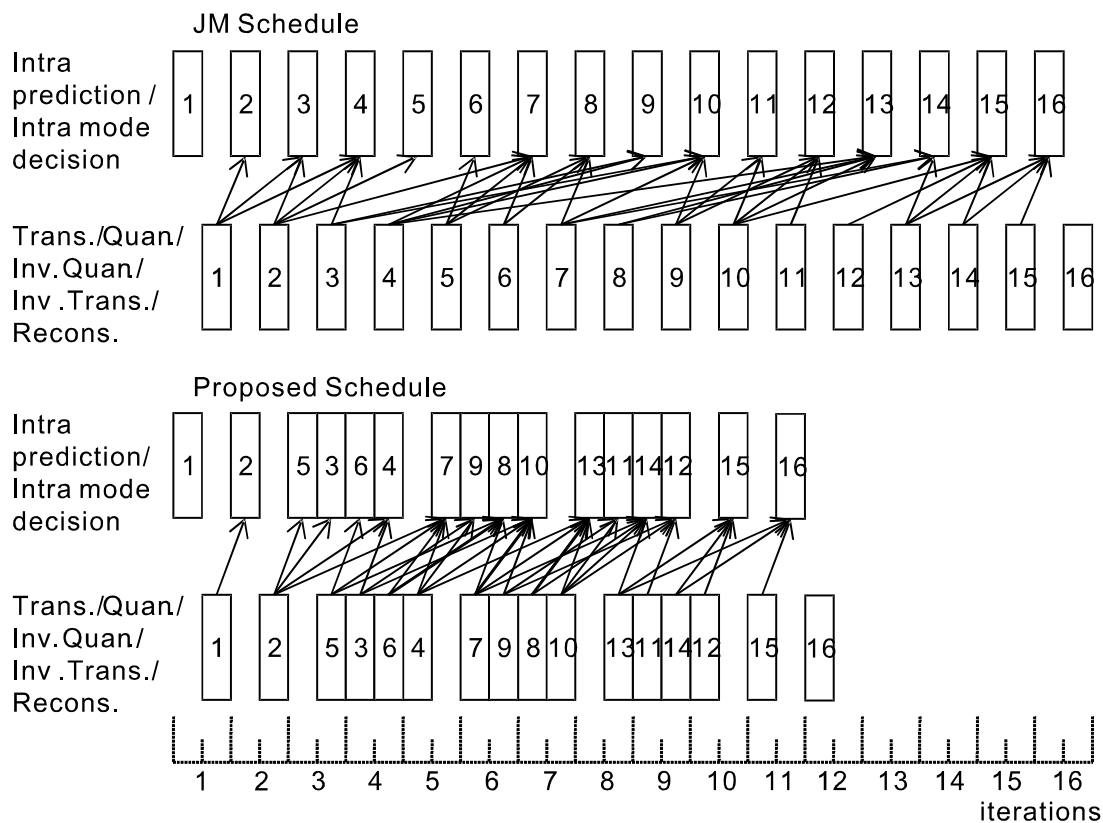 JM Schedule
Intra
prediction /
Intra mode
decision
1 2 3 4 5 6 7 8 9 10 11 12 13 14 15 16
Trans./Quan./
Inv.Quan./
Inv .Trans./
Recons.
1 2 3 4 5 6 7 8 9 10 11 12 13 14 15 16
Proposed Schedule
Intra
prediction/
Intra mode
decision
1 2 5 3 6 4 7 9 8 10 13 11 14 12 15 16
Trans./Quan./
Inv.Quan./
Inv .Trans./
Recons.
1 2 5 3 6 4 7 9 8 10 13 11 14 12 15 16
1 2 3 4 5 6 7 8 9 10 11 12 13 14 15 16
iterations